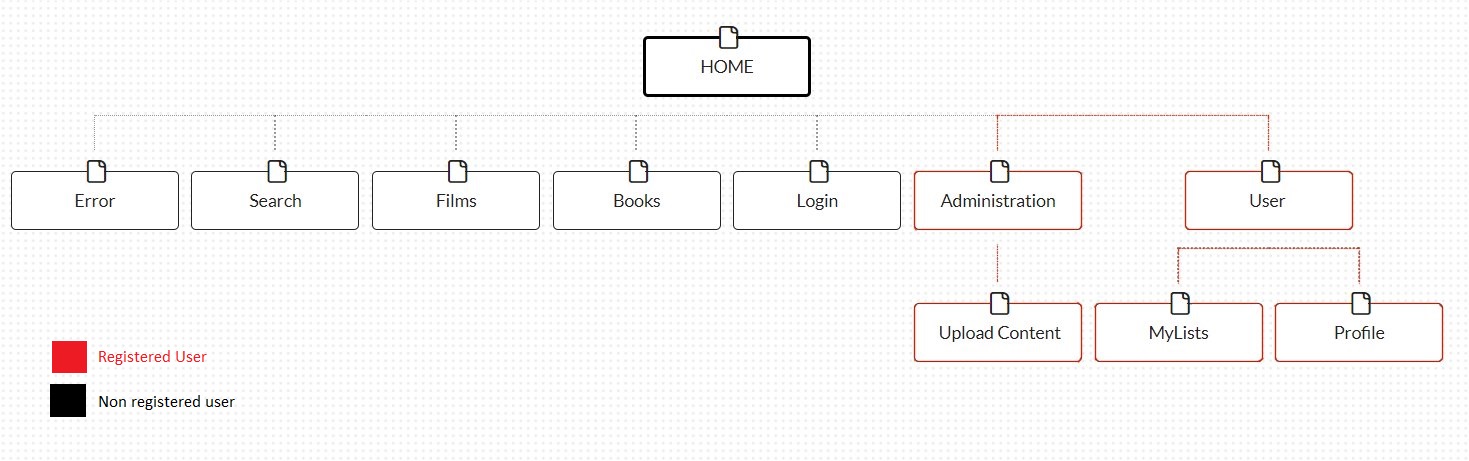 HOME
Error
Search
Films
Books
Login
Administration
User
Upload Content
MyLists
Profile
Registered User
Non registered user